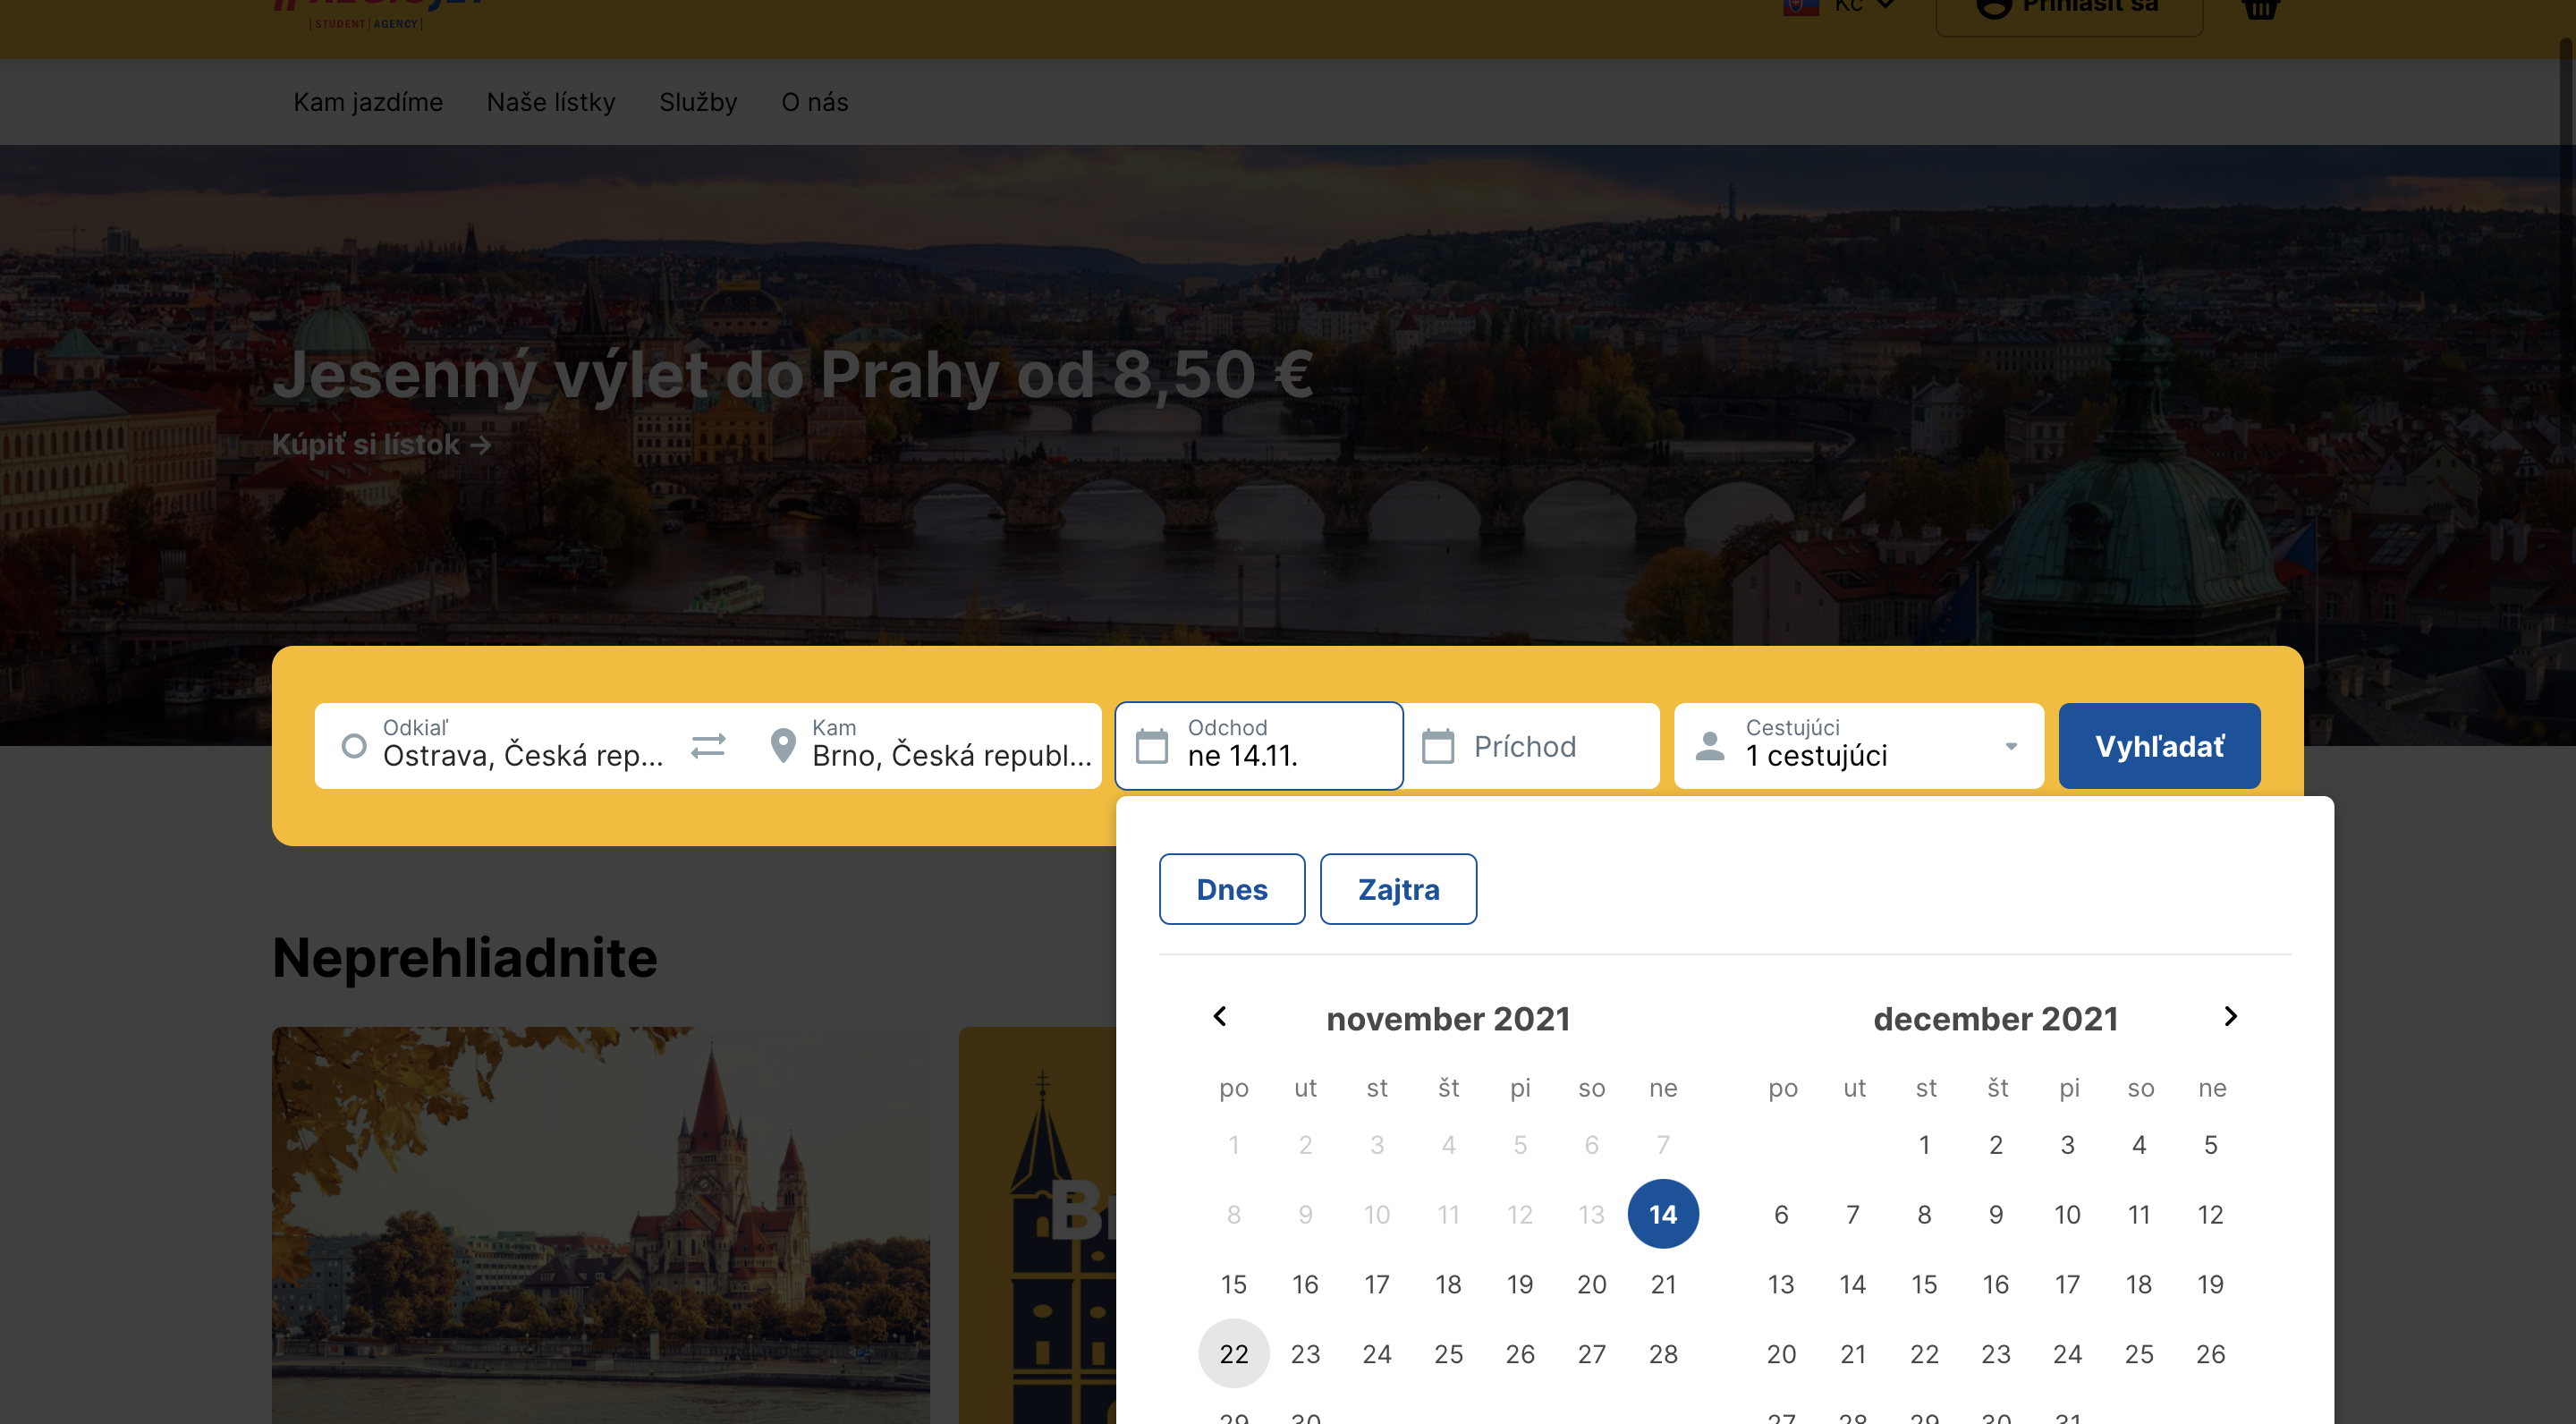 REGIOJET
STUDENT AGENCY
Kč
Prihlásiť sa
Kam jazdíme Naše lístky Služby O nás
Jesenný výlet do Prahy od 8,50 €
Kúpiť si lístok →
Odkiaľ
Ostrava, Česká rep...
Kam
Brno, Česká republ...
Odchod
ne 14.11.
Príchod
Cestujúci
1 cestujúci
Vyhľadať
Dnes Zajtra
Neprehliadnite
november 2021
po ut st št pi so ne
1 2 3 4 5 6 7
8 9 10 11 12 13 14
15 16 17 18 19 20 21
22 23 24 25 26 27 28
29 30
december 2021
po ut st št pi so ne
1 2 3 4 5
6 7 8 9 10 11 12
13 14 15 16 17 18 19
20 21 22 23 24 25 26
27 28 29 30 31